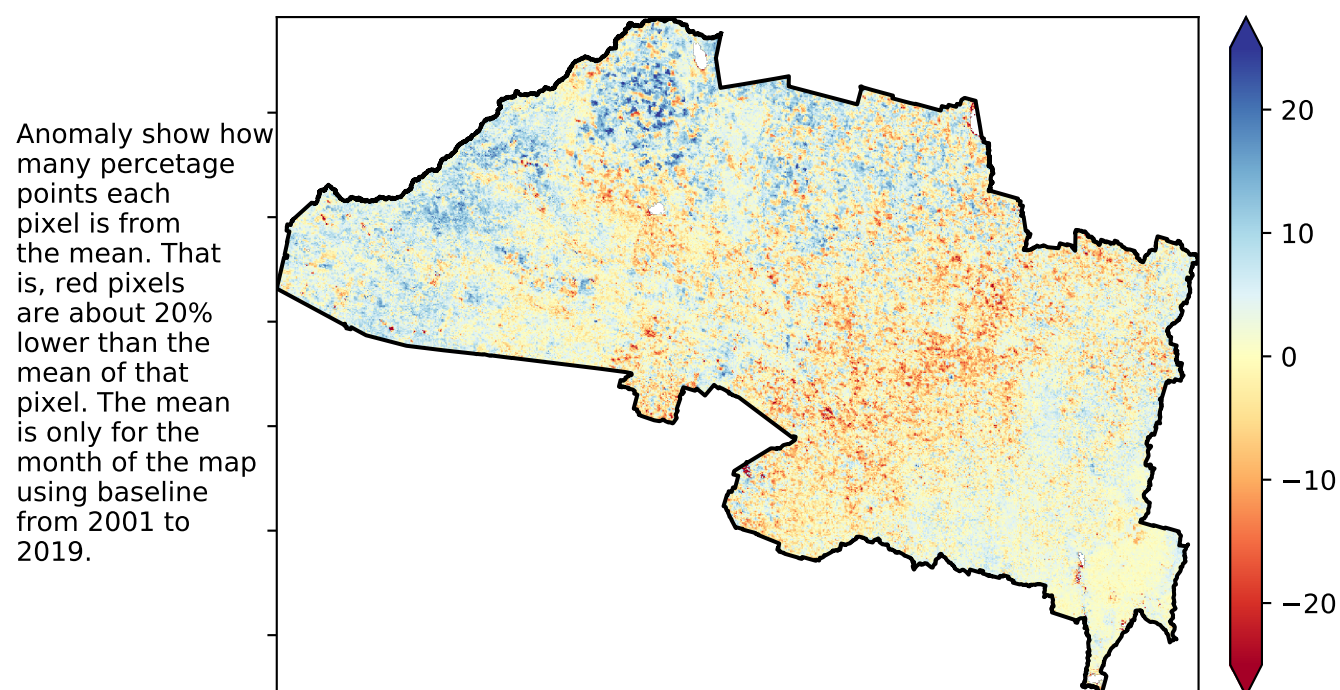 Anomaly show how
many percetage
points each
pixel is from
the mean. That
is, red pixels
are about 20%
lower than the
mean of that
pixel. The mean
is only for the
month of the map
using baseline
from 2001 to
2019.
20
10
0
−10
−20